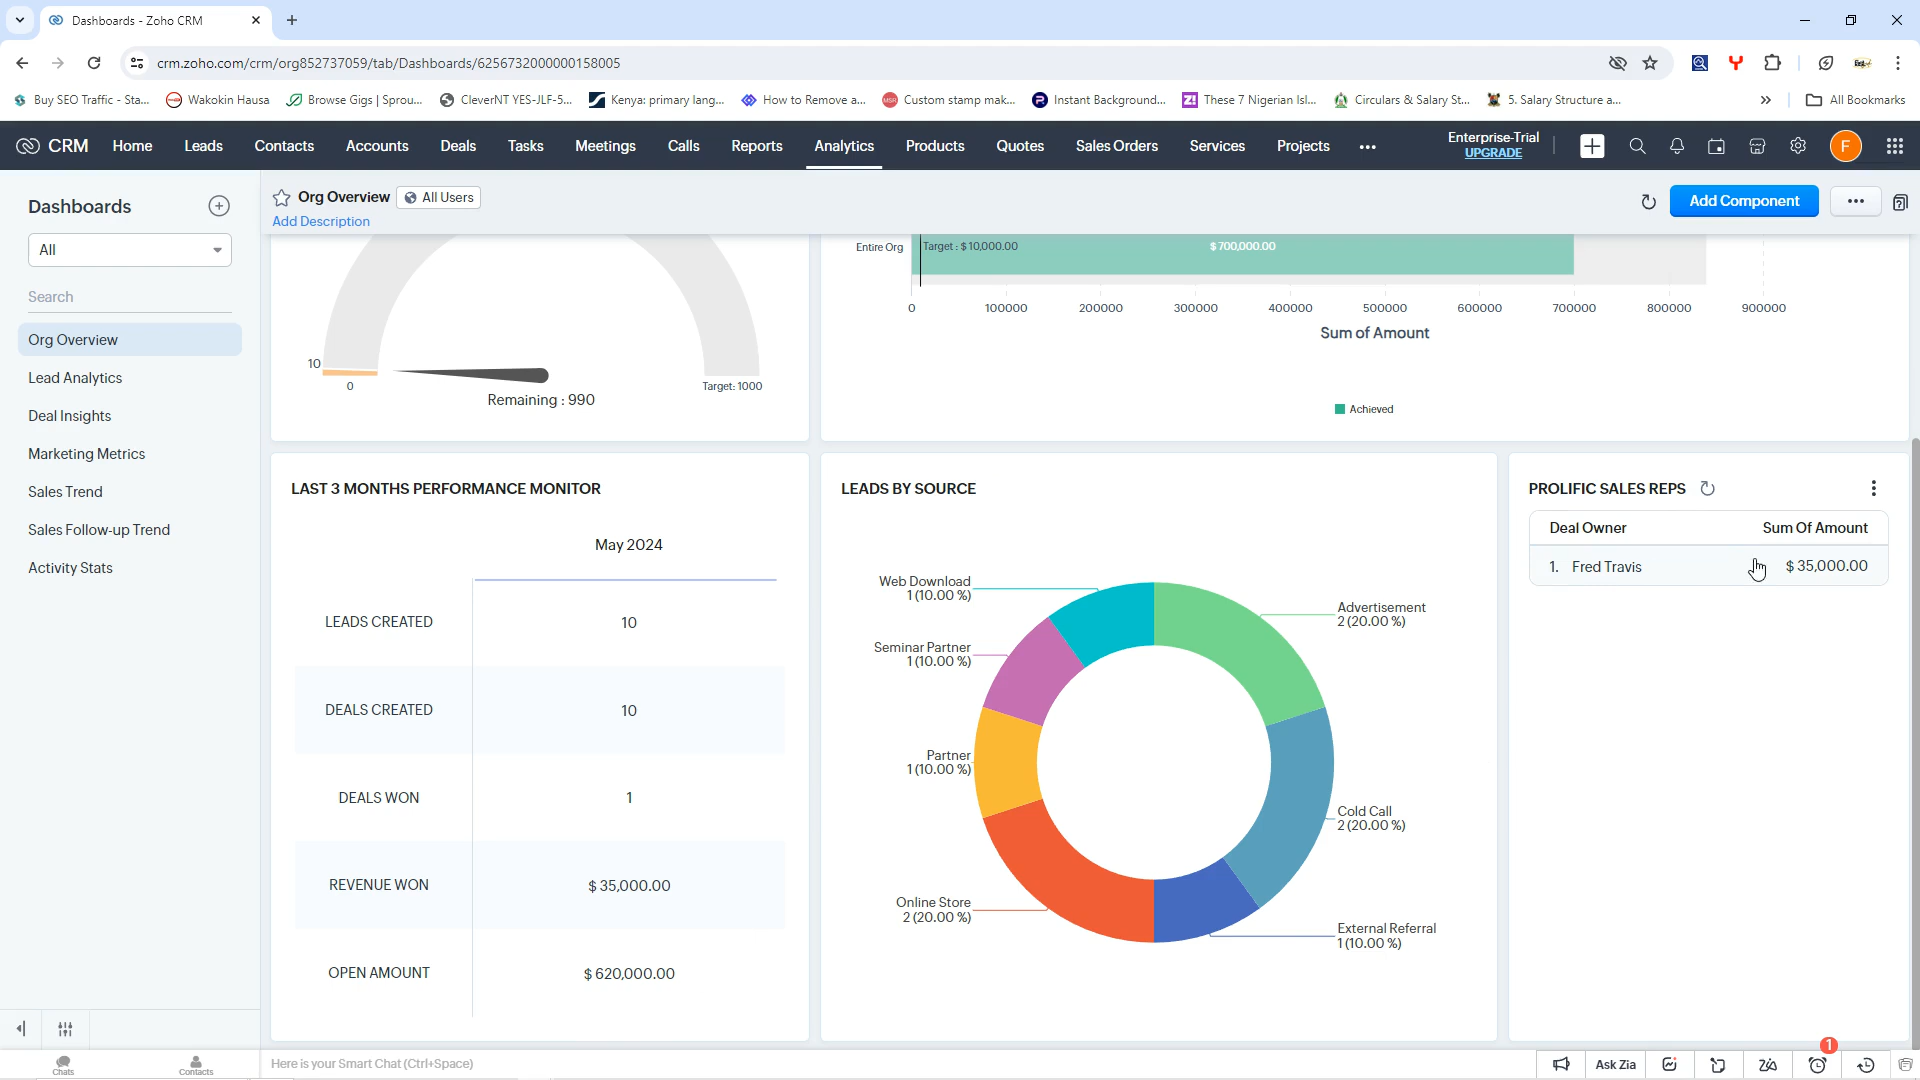 Dashboards - Zoho CRM
crm.zoho.com/crm/org852737059/tab/Dashboards/6256732000000158005
Buy SEO Traffic - Sta...
Wakokin Hausa
Browse Gigs | Sprou...
CleverNT YES-JLF-5...
Kenya: primary lang...
How to Remove a...
Custom stamp mak...
Instant Background...
These 7 Nigerian Isl...
Circulars & Salary St...
5. Salary Structure a...
All Bookmarks
CRM
Home
Leads
Contacts
Accounts
Deals
Tasks
Meetings
Calls
Reports
Analytics
Products
Quotes
Sales Orders
Services
Projects
Enterprise-Trial
UPGRADE
F
Dashboards
All
Search
Org Overview
Lead Analytics
Deal Insights
Marketing Metrics
Sales Trend
Sales Follow-up Trend
Activity Stats
Org Overview
All Users
Add Description
Add Component
10
0
Target: 1000
Remaining : 990
Entire Org
Target : $ 10,000.00
$ 700,000.00
0
100000
200000
300000
400000
500000
600000
700000
800000
900000
Sum of Amount
Achieved
LAST 3 MONTHS PERFORMANCE MONITOR
May 2024
LEADS CREATED
10
DEALS CREATED
10
DEALS WON
1
REVENUE WON
$ 35,000.00
OPEN AMOUNT
$ 620,000.00
LEADS BY SOURCE
Web Download
1 (10.00 %)
Seminar Partner
1 (10.00 %)
Partner
1 (10.00 %)
Online Store
2 (20.00 %)
Advertisement
2 (20.00 %)
Cold Call
2 (20.00 %)
External Referral
1 (10.00 %)
PROLIFIC SALES REPS
Deal Owner
Sum Of Amount
1. Fred Travis
$ 35,000.00
Chats
Contacts
Here is your Smart Chat (Ctrl+Space)
Ask Zia
1